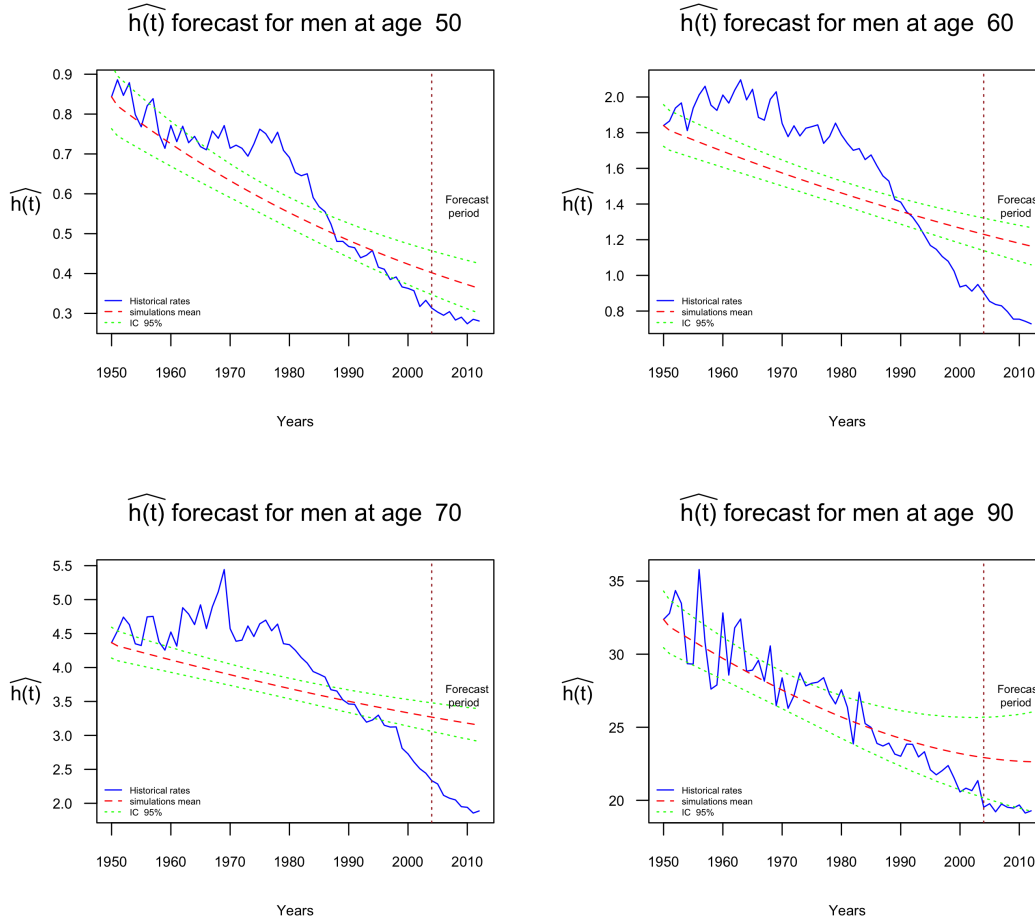 h(t) forecast for men at age 50
0.9
0.8
0.7
0.6
0.5
0.4
0.3
h(t)
Forecast
period
Historical rates
simulations mean
IC 95%
1950 1960 1970 1980 1990 2000 2010
Years
h(t) forecast for men at age 60
2.0
1.8
1.6
1.4
1.2
1.0
0.8
h(t)
Forecas
period
Historical rates
simulations mean
IC 95%
1950 1960 1970 1980 1990 2000 2010
Years
h(t) forecast for men at age 70
5.5
5.0
4.5
4.0
3.5
3.0
2.5
2.0
h(t)
Forecast
period
Historical rates
simulations mean
IC 95%
1950 1960 1970 1980 1990 2000 2010
Years
h(t) forecast for men at age 90
35
30
25
20
h(t)
Forecas
period
Historical rates
simulations mean
IC 95%
1950 1960 1970 1980 1990 2000 2010
Years